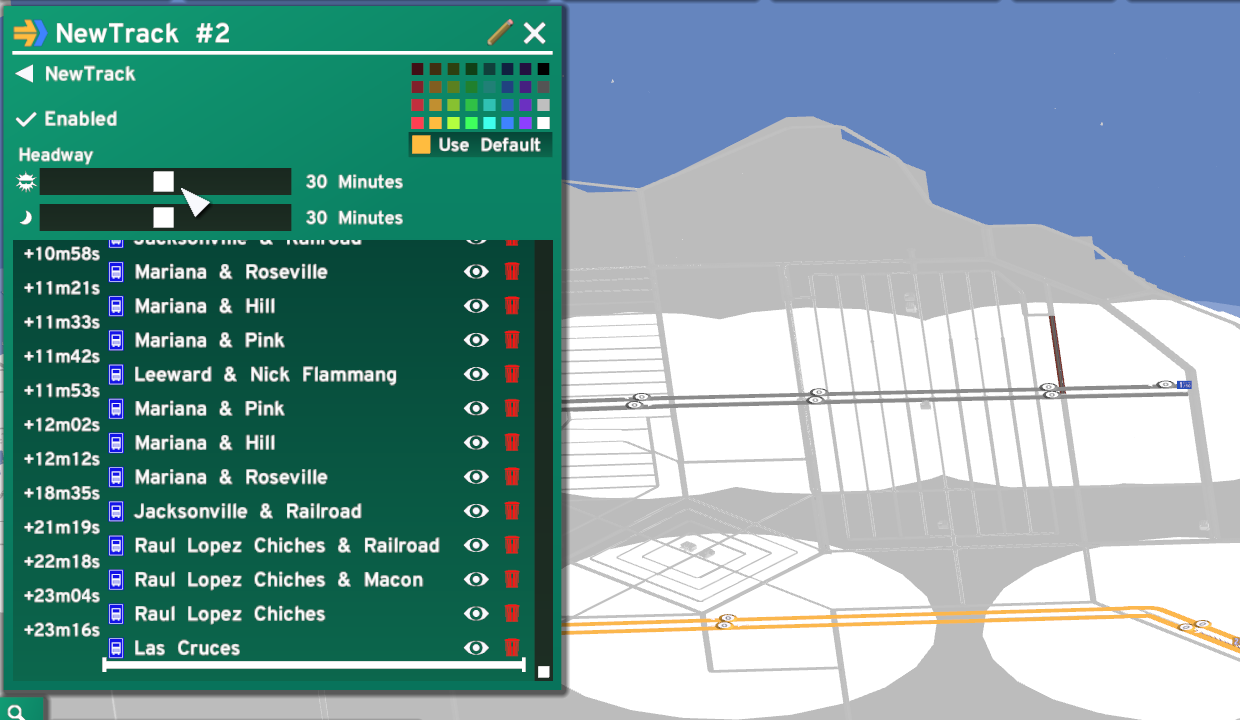 NewTrack #2
NewTrack
Enabled
Use Default
Headway
30 Minutes
30 Minutes
Jacksonville & Railroad
+10m58s
Mariana & Roseville
+11m21s
Mariana & Hill
+11m33s
Mariana & Pink
+11m42s
Leeward & Nick Flammang
+11m53s
Mariana & Pink
+12m02s
Mariana & Hill
+12m12s
Mariana & Roseville
+18m35s
Jacksonville & Railroad
+21m19s
Raul Lopez Chiches & Railroad
+22m18s
Raul Lopez Chiches & Macon
+23m04s
Raul Lopez Chiches
+23m16s
Las Cruces